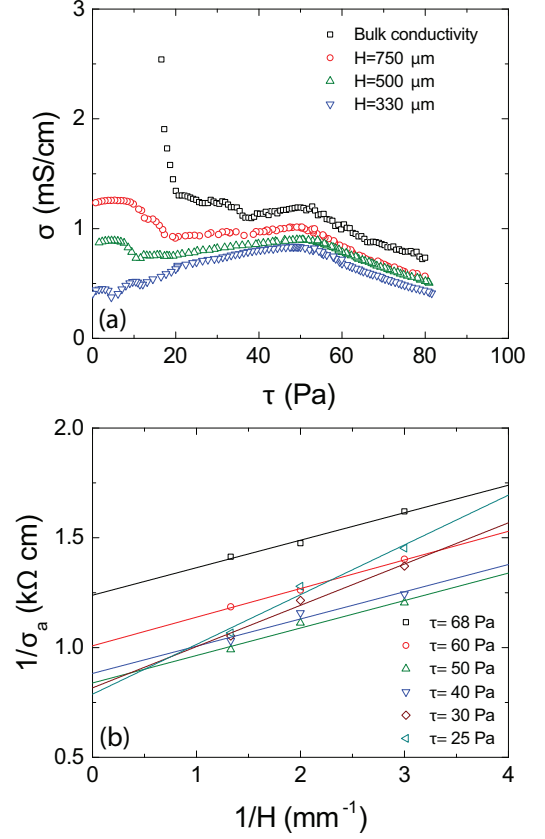 3
2
1
0
σ (mS/cm)
Bulk conductivity
H=750 μm
H=500 μm
H=330 μm
(a)
0 20 40 60 80 100
τ (Pa)
2.0
1.5
1.0
0.5
1/σₐ (kΩ cm)
τ= 68 Pa
τ= 60 Pa
τ= 50 Pa
τ= 40 Pa
τ= 30 Pa
τ= 25 Pa
(b)
0 1 2 3 4
1/H (mm⁻¹)